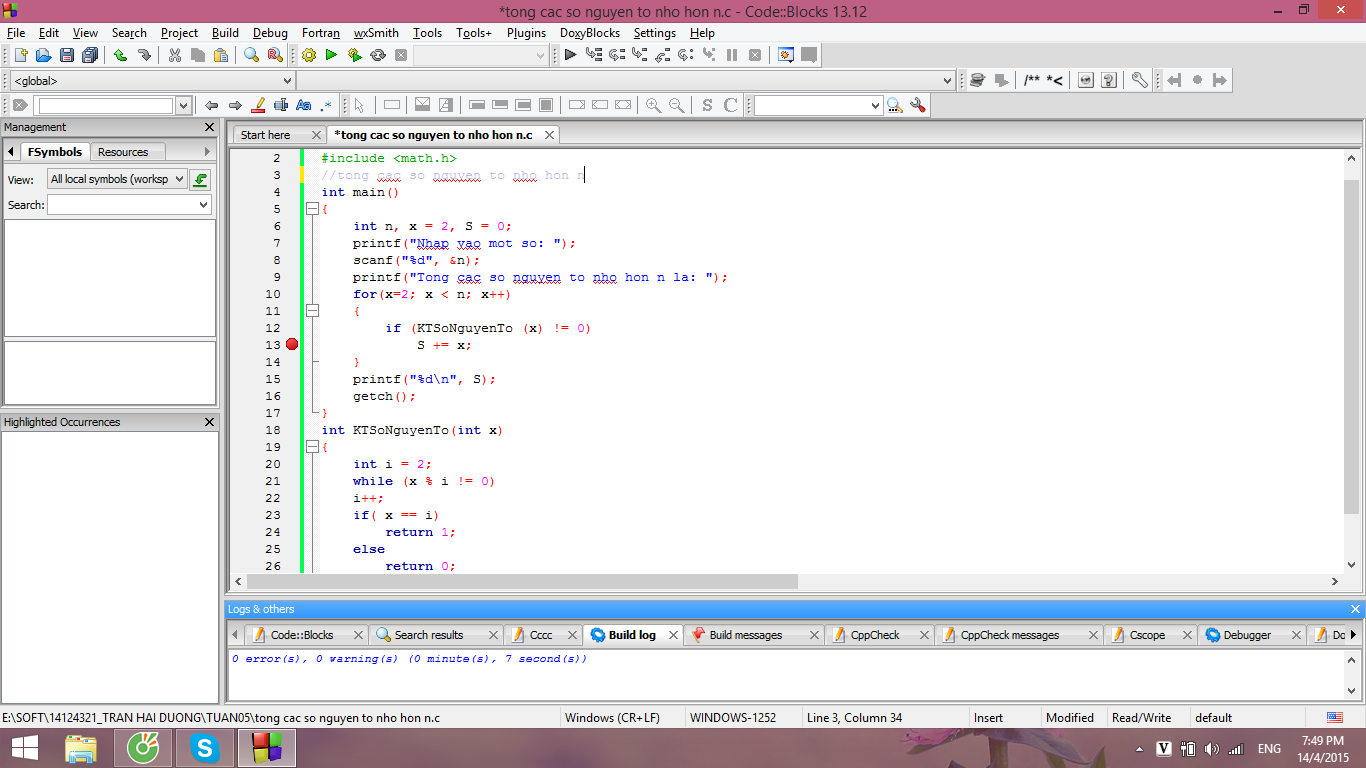 *tong cac so nguyen to nho hon n.c - Code::Blocks 13.12
File Edit View Search Project Build Debug Fortran wxSmith Tools Tools+ Plugins DoxyBlocks Settings Help
<global>
/** *<
Aa .*
S C
Management
Start here *tong cac so nguyen to nho hon n.c
FSymbols Resources
View: All local symbols (worksp
Search:
Highlighted Occurrences
2 #include <math.h>
3 //tong cac so nguyen to nho hon n
4 int main()
5 {
6 int n, x = 2, S = 0;
7 printf("Nhap vao mot so: ");
8 scanf("%d", &n);
9 printf("Tong cac so nguyen to nho hon n la: ");
10 for(x=2; x < n; x++)
11 {
12 if (KTSoNguyenTo (x) != 0)
13 S += x;
14 }
15 printf("%d\n", S);
16 getch();
17 }
18 int KTSoNguyenTo(int x)
19 {
20 int i = 2;
21 while (x % i != 0)
22 i++;
23 if( x == i)
24 return 1;
25 else
26 return 0;
Logs & others
Code::Blocks Search results Cccc Build log Build messages CppCheck CppCheck messages Cscope Debugger Do
0 error(s), 0 warning(s) (0 minute(s), 7 second(s))
E:\SOFT\14124321_TRAN HAI DUONG\TUAN05\tong cac so nguyen to nho hon n.c Windows (CR+LF) WINDOWS-1252 Line 3, Column 34 Insert Modified Read/Write default
V ENG 7:49 PM
14/4/2015